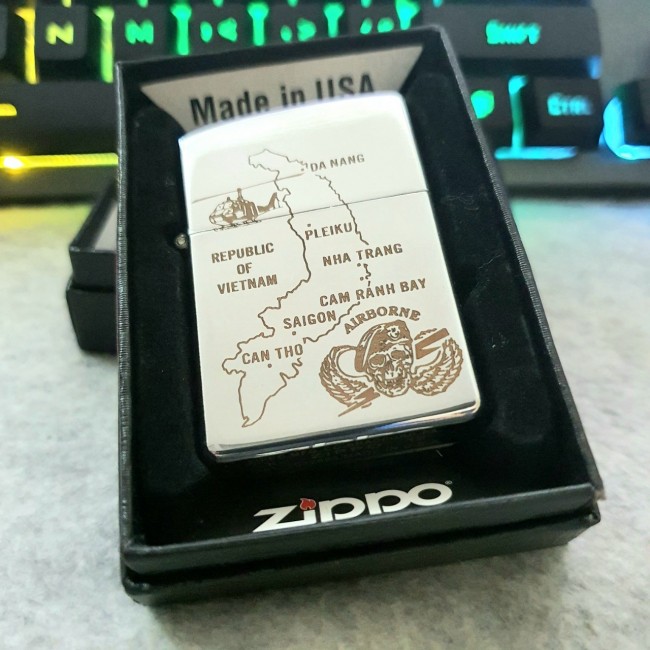 N
M
Shift
Made in USA
DA NANG
PLEIKU
REPUBLIC
OF
VIETNAM
NHA TRANG
CAM RANH BAY
SAIGON
AIRBORNE
CAN THO
Zippo